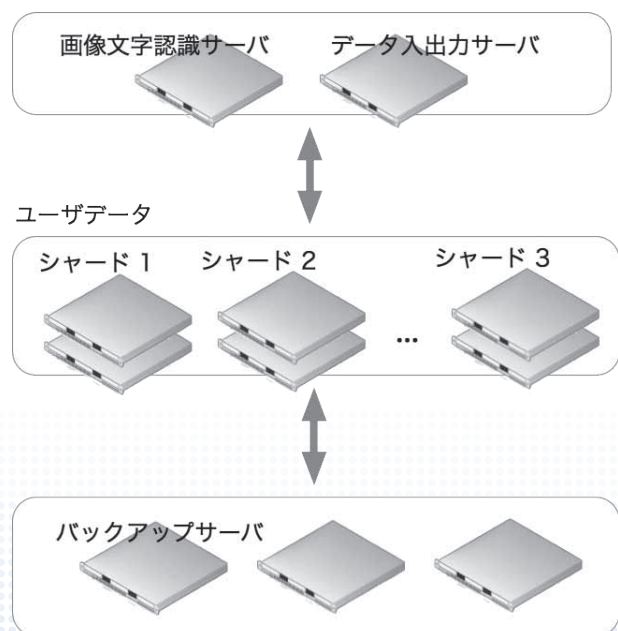 画像文字認識サーバ データ入出力サーバ
ユーザデータ
シャード 1 シャード 2 ... シャード 3
バックアップサーバ